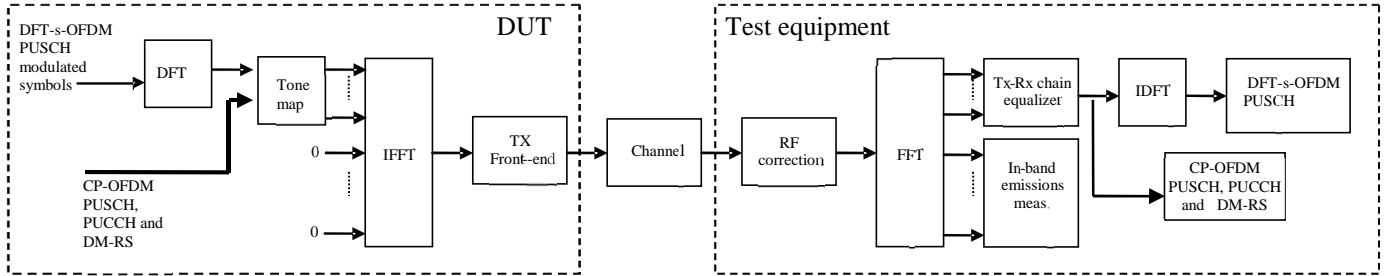 DUT
Test equipment
DFT-s-OFDM
PUSCH
modulated
symbols
DFT
Tone
map
0
0
IFFT
TX
Front--end
Channel
RF
correction
FFT
Tx-Rx chain
equalizer
IDFT
DFT-s-OFDM
PUSCH
In-band
emissions
meas.
CP-OFDM
PUSCH, PUCCH
and DM-RS
CP-OFDM
PUSCH,
PUCCH and
DM-RS